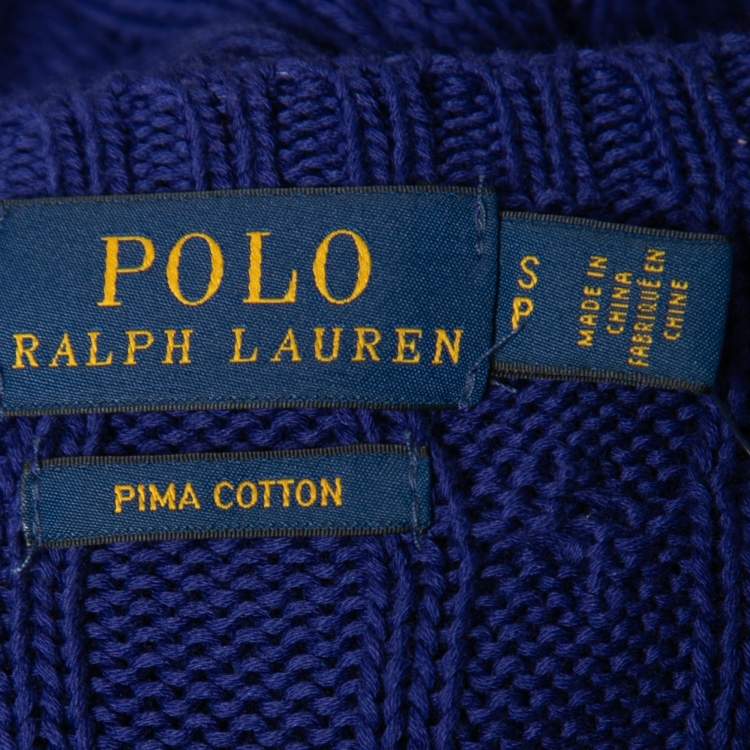 POLO
RALPH LAUREN
S
P
MADE IN
CHINA
FABRIQUÉ EN
CHINE
PIMA COTTON